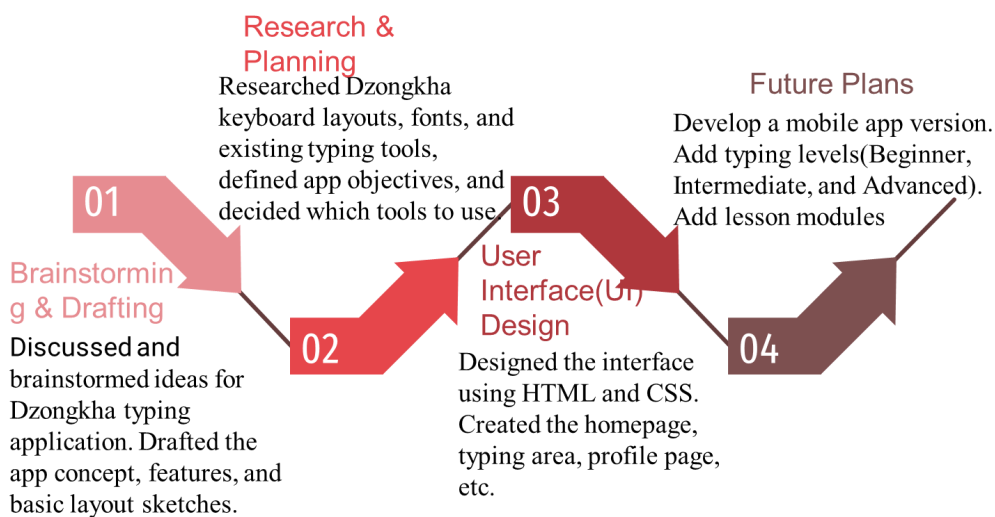 01
Brainstormin
g & Drafting
Discussed and
brainstormed ideas for
Dzongkha typing
application. Drafted the
app concept, features, and
basic layout sketches.
Research &
Planning
Researched Dzongkha
keyboard layouts, fonts, and
existing typing tools,
defined app objectives, and
decided which tools to use.
02
03
User
Interface(UI)
Design
Designed the interface
using HTML and CSS.
Created the homepage,
typing area, profile page,
etc.
Future Plans
Develop a mobile app version.
Add typing levels(Beginner,
Intermediate, and Advanced).
Add lesson modules
04